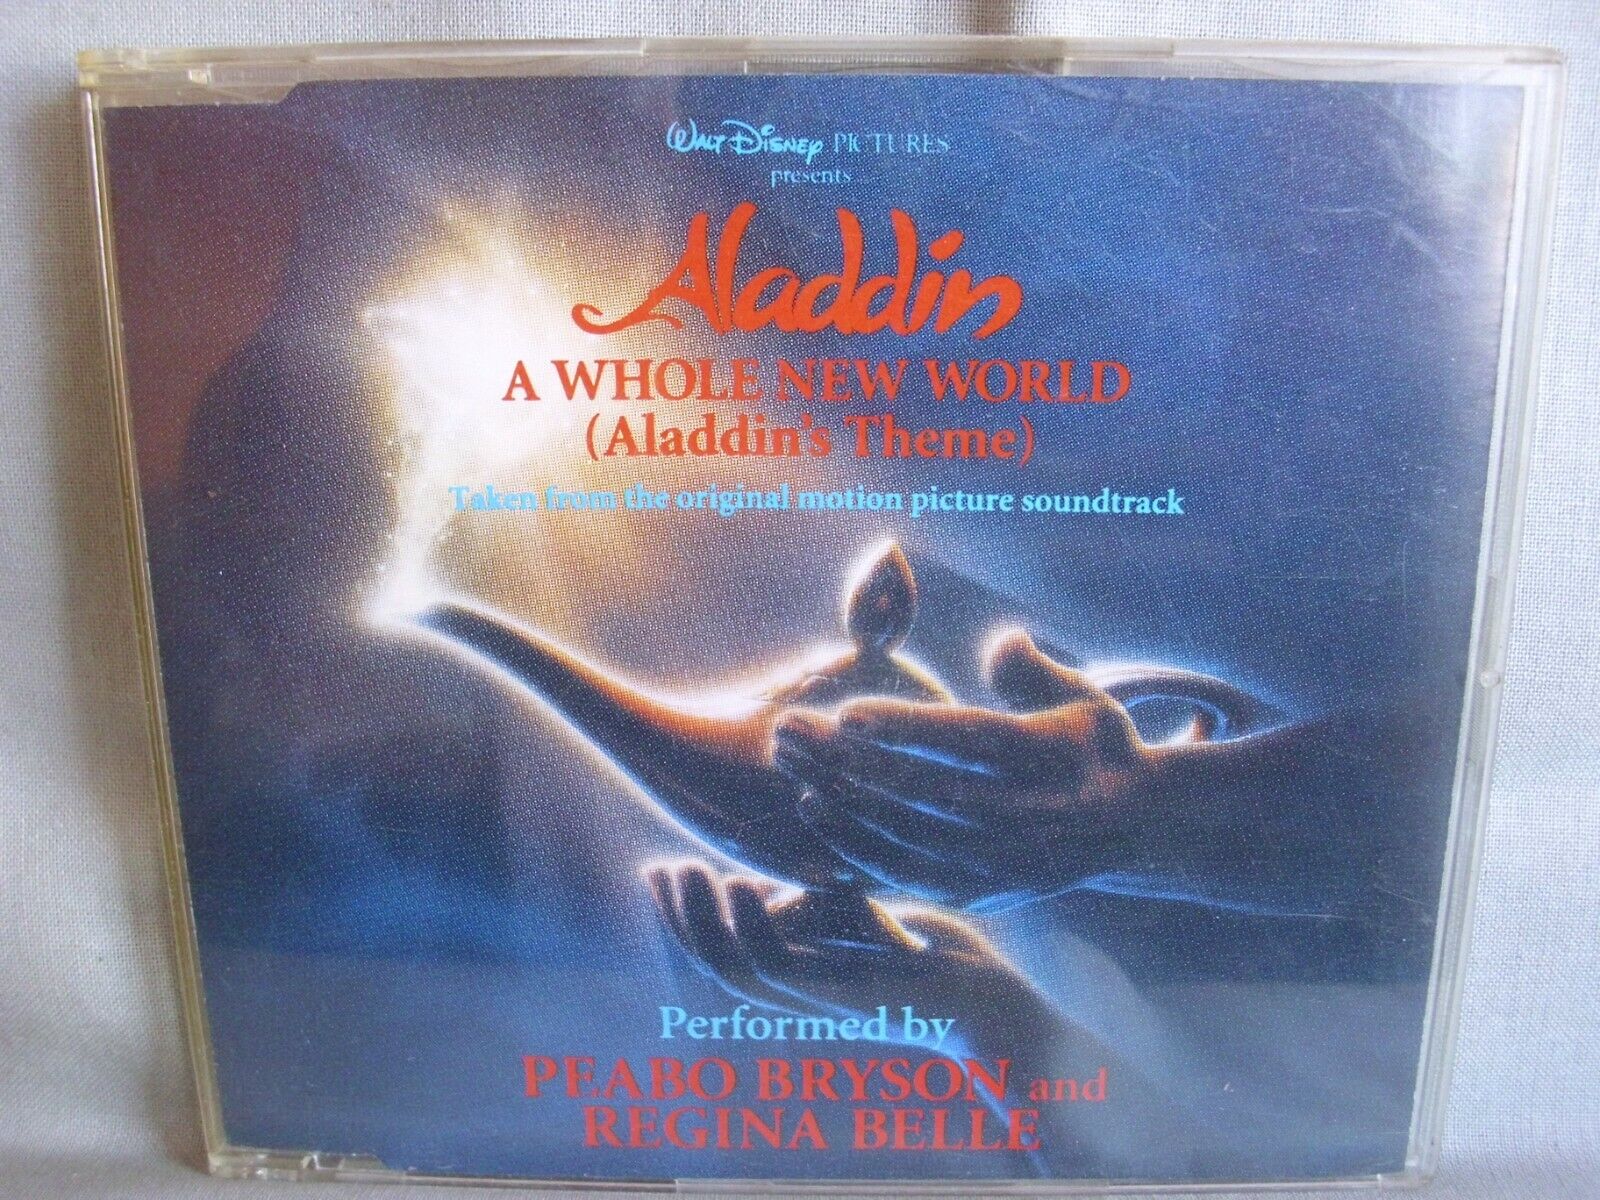 WALT DISNEY PICTURES
presents
Aladdin
A WHOLE NEW WORLD
(Aladdin's Theme)
Taken from the original motion picture soundtrack
Performed by
PEABO BRYSON and
REGINA BELLE